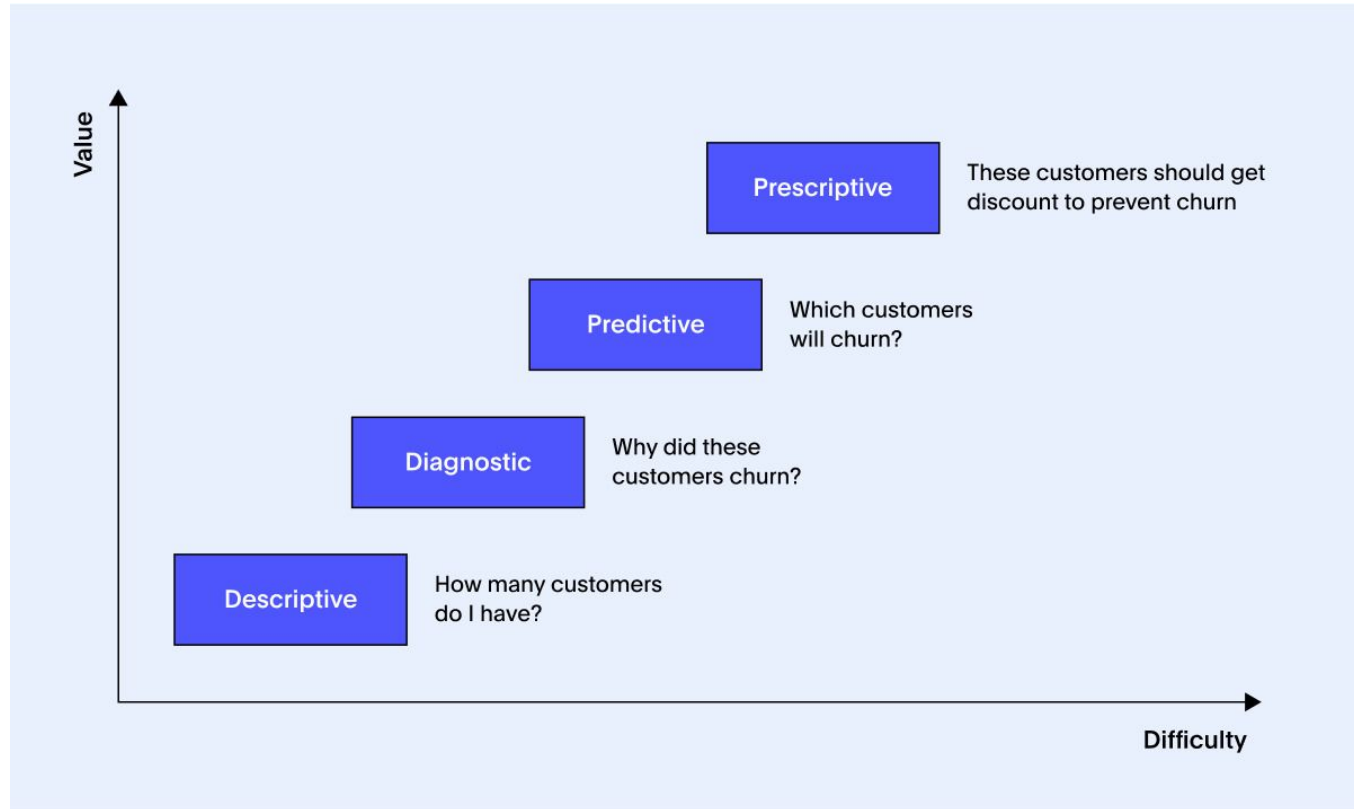 Value
Prescriptive
These customers should get
discount to prevent churn
Predictive
Which customers
will churn?
Diagnostic
Why did these
customers churn?
Descriptive
How many customers
do I have?
Difficulty